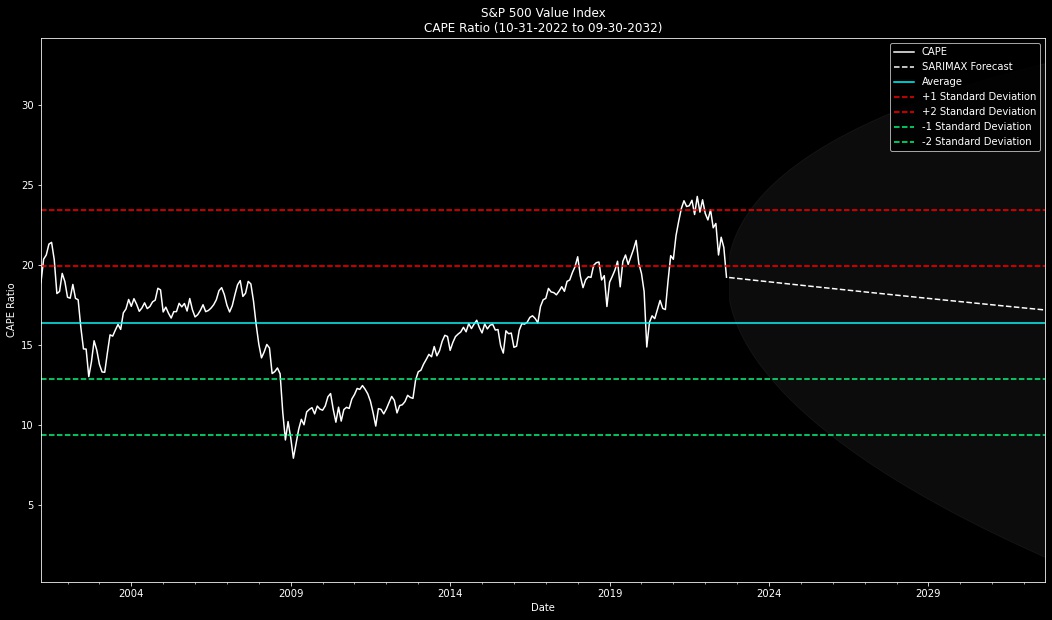 S&P 500 Value Index
CAPE Ratio (10-31-2022 to 09-30-2032)
CAPE
SARIMAX Forecast
Average
+1 Standard Deviation
+2 Standard Deviation
-1 Standard Deviation
-2 Standard Deviation
30
25
20
15
10
5
CAPE Ratio
2004
2009
2014
2019
2024
2029
Date